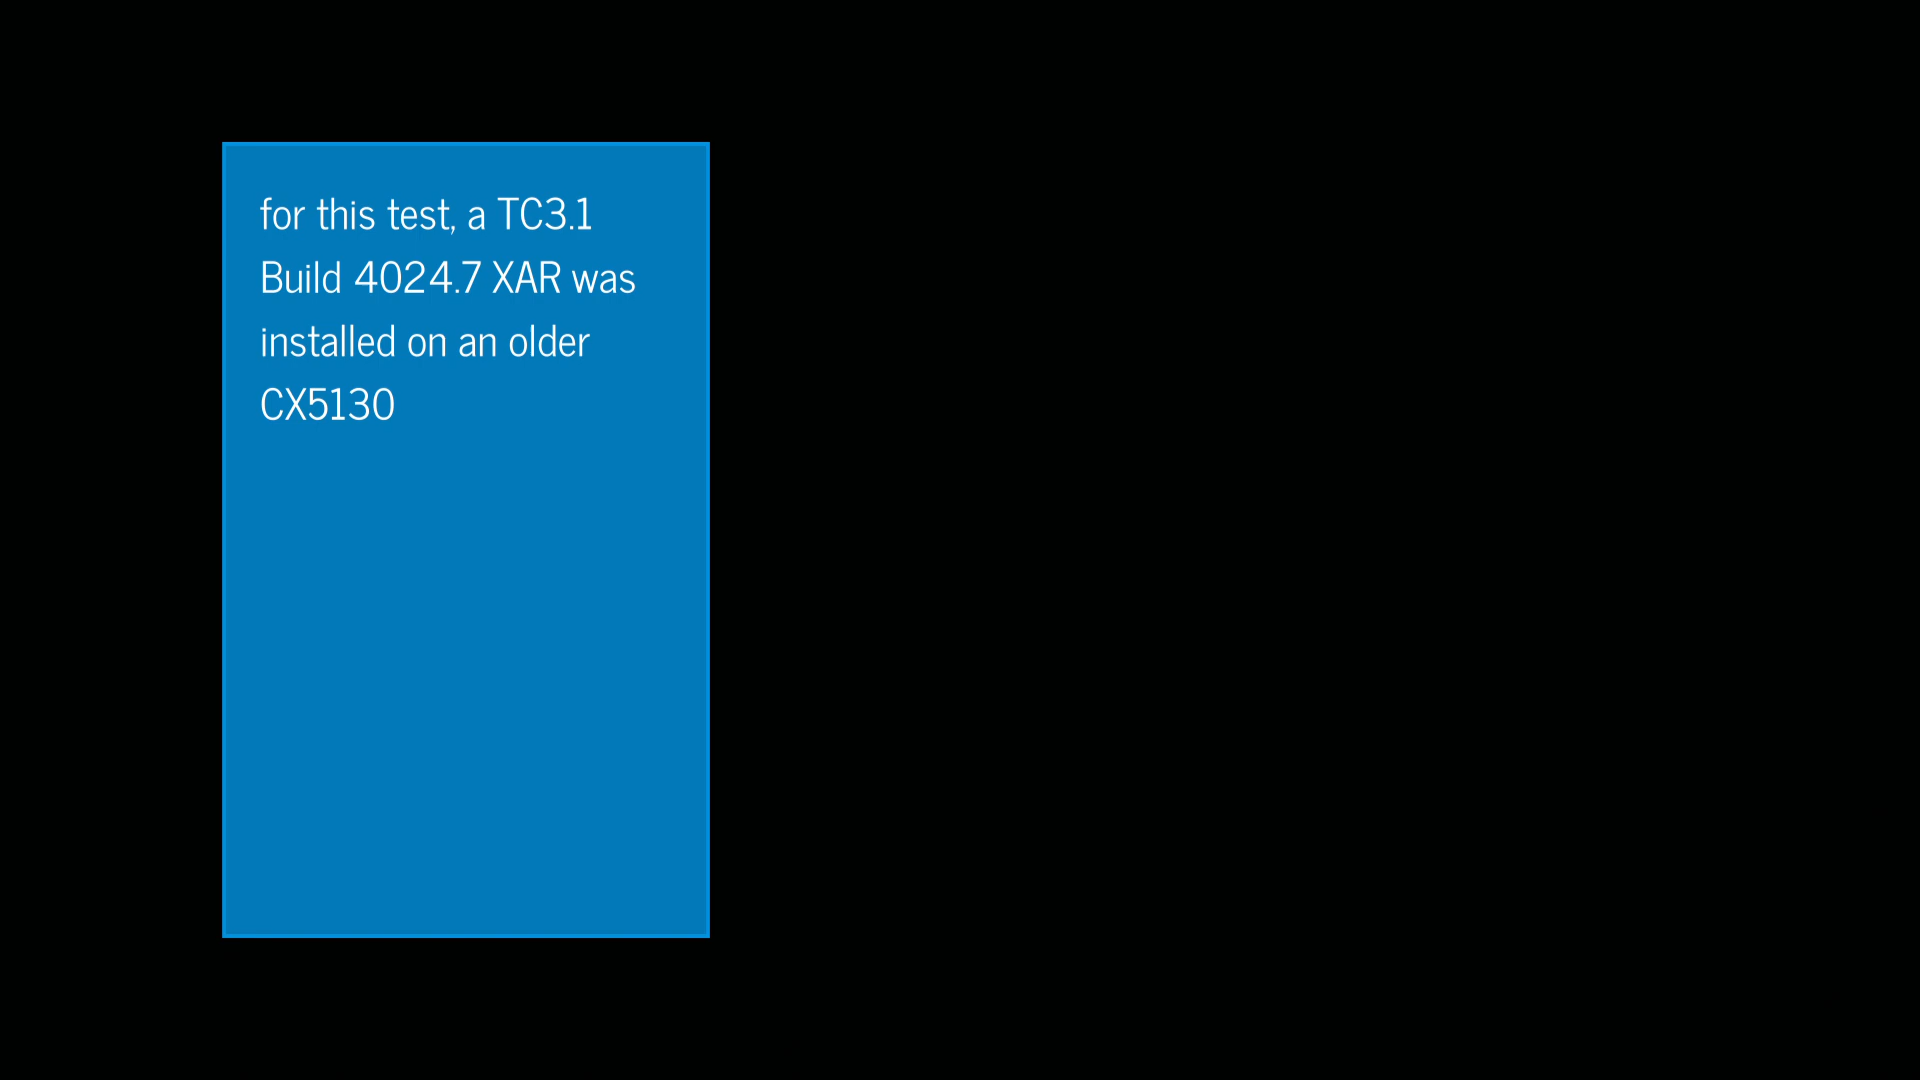 for this test, a TC3.1
Build 4024.7 XAR was
installed on an older
CX5130